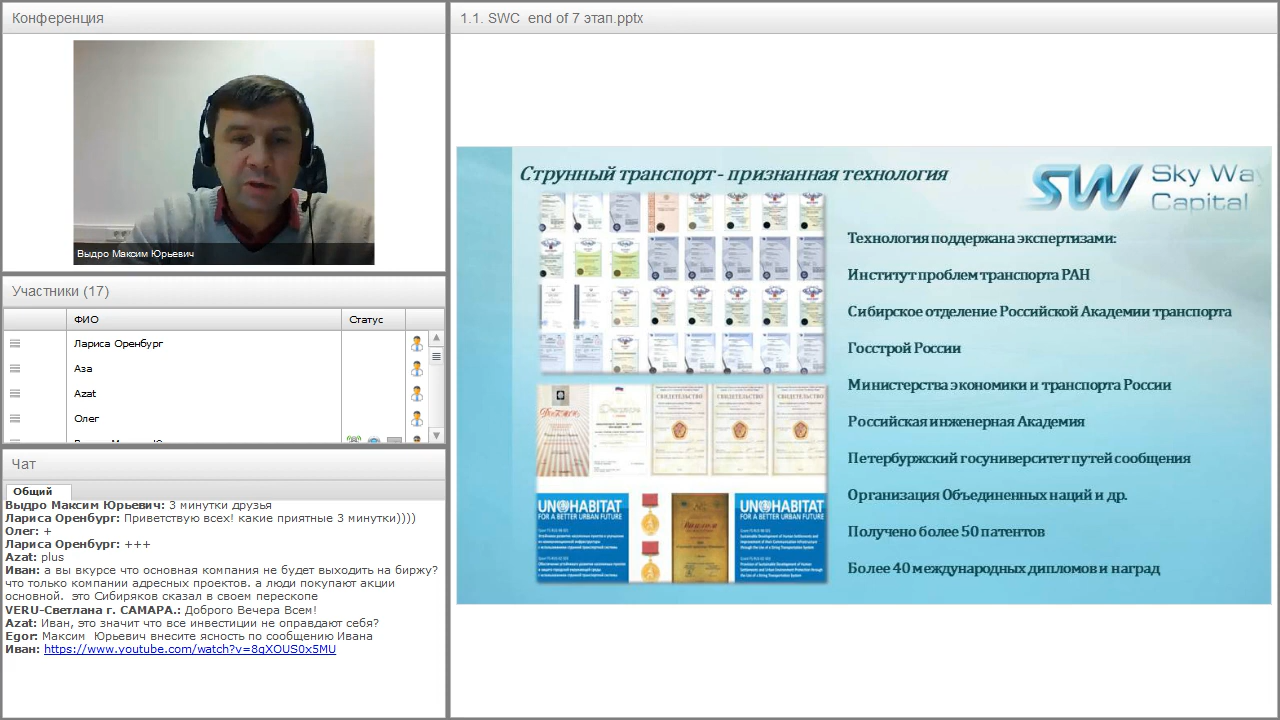 Конференция
Выдро Максим Юрьевич
Участники (17)
ФИО Статус
Лариса Оренбург
Аза
Azat
Олег
Чат
Общий
Выдро Максим Юрьевич: 3 минутки друзья
Лариса Оренбург: Приветствую всех! какие приятные 3 минутки))))
Олег: +
Лариса Оренбург: +++
Azat: два плюса
Иван: правда ли что основная компания не будет выходить на биржу?
что пойдут акции компании адресных проектов. а люди покупают акции
основной. это Сибиряков сказал в своем вебинаре
VERETENNIKOV . САМАРА.: Доброго Вечера Всем!
Azat: Иван, это значит что все инвестиции не оправдают себя?
Egor: Максим Юрьевич внесите ясность по сообщению Ивана
Иван: https://www.youtube.com/watch?v=8gXOUS0x5MU
1.1. SWC end of 7 этап.pptx
Струнный транспорт - признанная технология
SW Sky Way
Capital
Технология поддержана экспертизами:
Институт проблем транспорта РАН
Сибирское отделение Российской Академии транспорта
Госстрой России
Министерства экономики и транспорта России
Российская инженерная Академия
Петербуржский госуниверситет путей сообщения
Организация Объединенных наций и др.
Получено более 50 патентов
Более 40 международных дипломов и наград
СВИДЕТЕЛЬСТВО СВИДЕТЕЛЬСТВО СВИДЕТЕЛЬСТВО
UN-HABITAT
FOR A BETTER URBAN FUTURE
UN-HABITAT
FOR A BETTER URBAN FUTURE